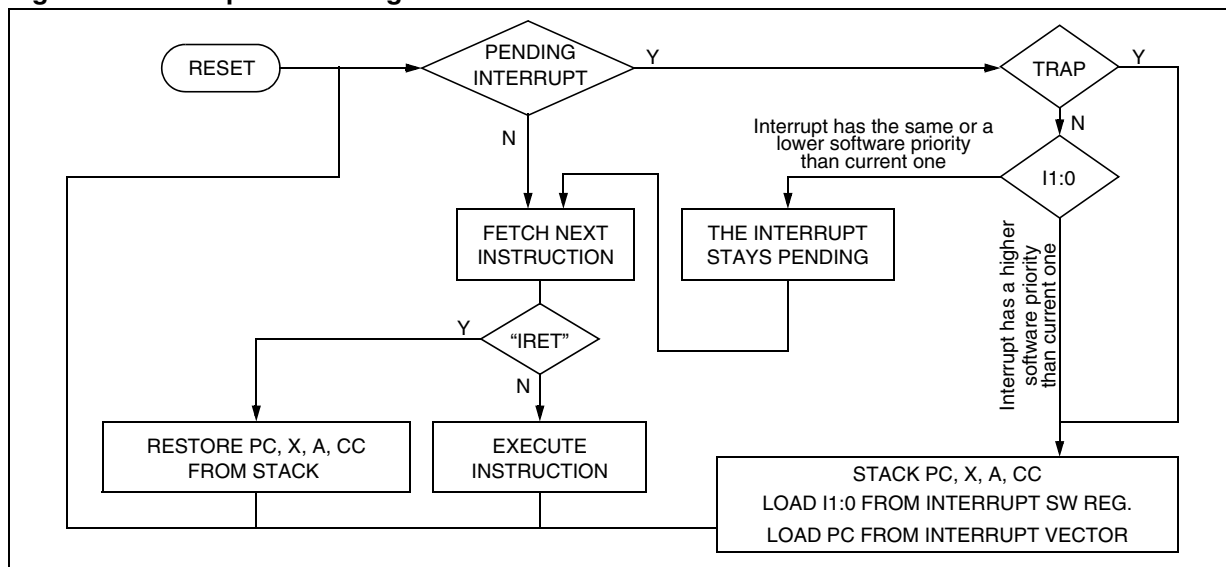 RESET
PENDING
INTERRUPT
Y
TRAP
Y
N
N
Interrupt has the same or a
lower software priority
than current one
I1:0
FETCH NEXT
INSTRUCTION
THE INTERRUPT
STAYS PENDING
Interrupt has a higher
software priority
than current one
Y
“IRET”
N
RESTORE PC, X, A, CC
FROM STACK
EXECUTE
INSTRUCTION
STACK PC, X, A, CC
LOAD I1:0 FROM INTERRUPT SW REG.
LOAD PC FROM INTERRUPT VECTOR